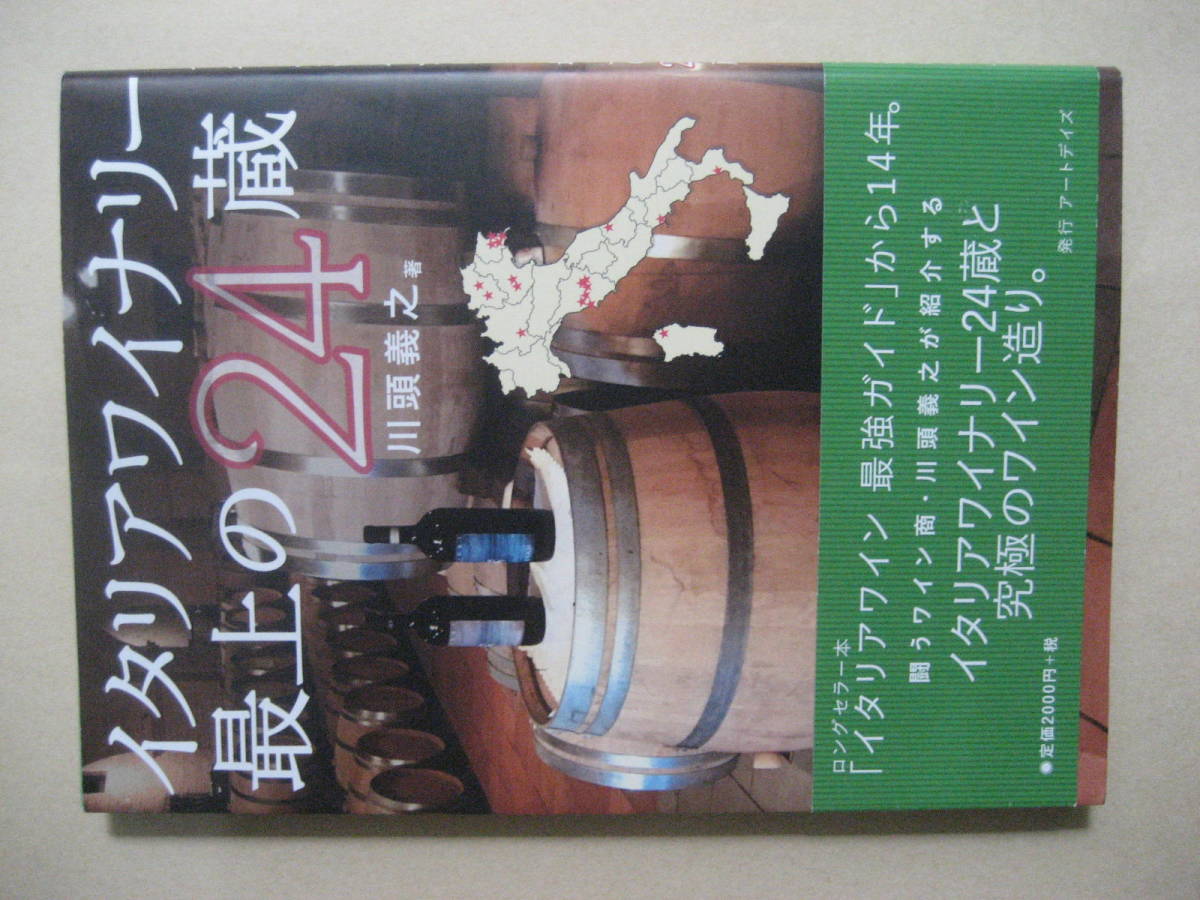 イタリアワイナリー
最上の24蔵
川頭義之 著
ロングセラー本
「イタリアワイン 最強ガイド」から14年。
闘うワイン商・川頭義之が紹介する
イタリアワイナリー24蔵と
究極のワイン造り。
●定価2000円+税
発行 アートデイズ